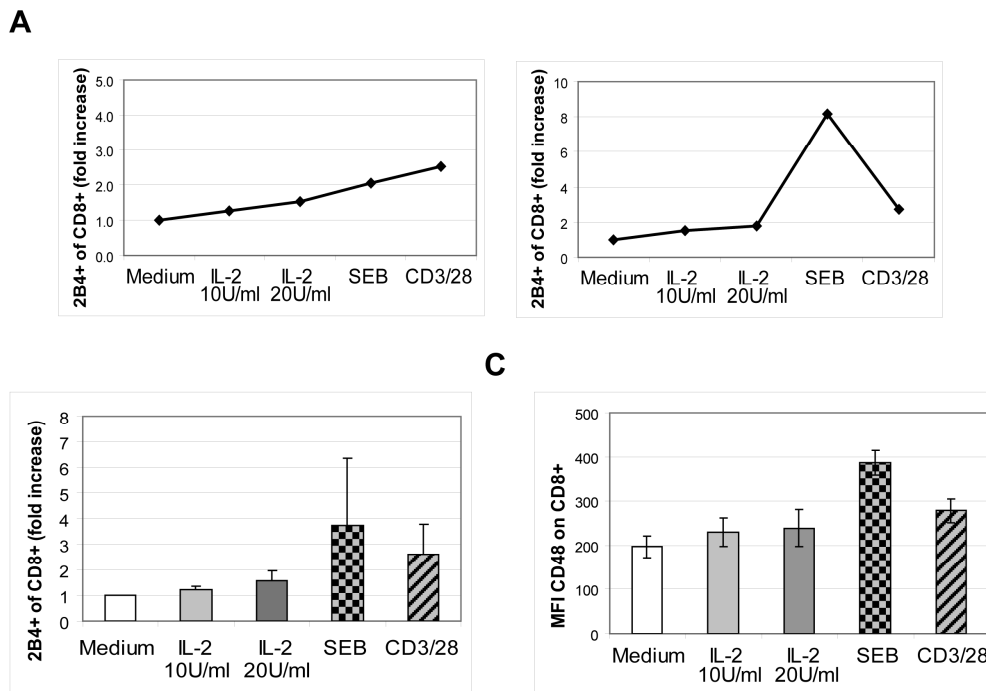 A
2B4+ of CD8+ (fold increase)
5.0
4.0
3.0
2.0
1.0
0.0
Medium IL-2 10U/ml IL-2 20U/ml SEB CD3/28
2B4+ of CD8+ (fold increase)
10
8
6
4
2
0
Medium IL-2 10U/ml IL-2 20U/ml SEB CD3/28
2B4+ of CD8+ (fold increase)
8
7
6
5
4
3
2
1
0
Medium IL-2 10U/ml IL-2 20U/ml SEB CD3/28
C
MFI CD48 on CD8+
500
400
300
200
100
0
Medium IL-2 10U/ml IL-2 20U/ml SEB CD3/28